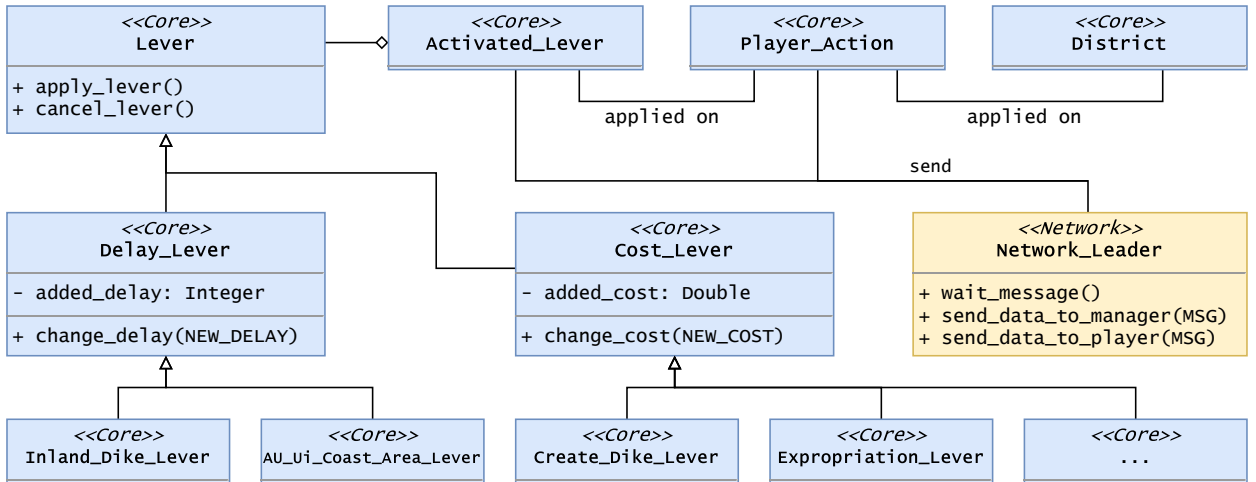 <<Core>>
Lever
+ apply_lever()
+ cancel_lever()
<<Core>>
Activated_Lever
<<Core>>
Player_Action
<<Core>>
District
applied on
applied on
send
<<Core>>
Delay_Lever
- added_delay: Integer
+ change_delay(NEW_DELAY)
<<Core>>
Cost_Lever
- added_cost: Double
+ change_cost(NEW_COST)
<<Network>>
Network_Leader
+ wait_message()
+ send_data_to_manager(MSG)
+ send_data_to_player(MSG)
<<Core>>
Inland_Dike_Lever
<<Core>>
AU_Ui_Coast_Area_Lever
<<Core>>
Create_Dike_Lever
<<Core>>
Expropriation_Lever
<<Core>>
...